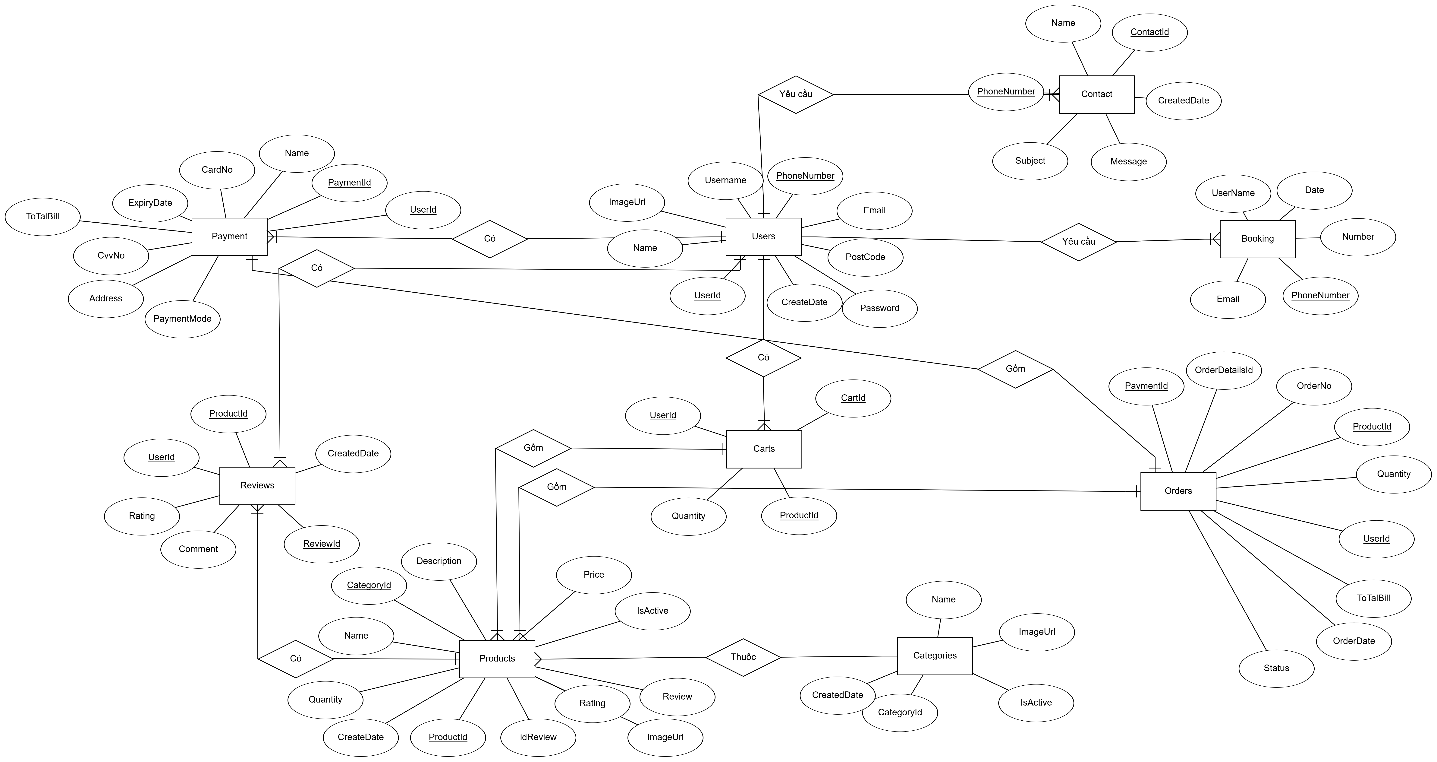 Name
ContactId
Yêu cầu
PhoneNumber
Contact
CreatedDate
Subject
Message
Name
CardNo
PaymentId
ExpiryDate
UserId
ToTalBill
Payment
CvvNo
Address
PaymentMode
Có
Username
PhoneNumber
ImageUrl
Email
Users
Name
PostCode
UserId
CreateDate
Password
UserName
Date
Yêu cầu
Booking
Number
Email
PhoneNumber
Có
Có
Gồm
ProductId
UserId
CreatedDate
Reviews
Rating
Comment
ReviewId
UserId
CartId
Gồm
Carts
Gồm
Quantity
ProductId
PavmentId
OrderDetailsId
OrderNo
ProductId
Quantity
Orders
UserId
ToTalBill
OrderDate
Status
Description
Price
CategoryId
IsActive
Name
Có
Products
Thuôc
Quantity
Review
Rating
CreateDate
ProductId
IdReview
ImageUrl
Name
ImageUrl
Categories
CreatedDate
CategoryId
IsActive